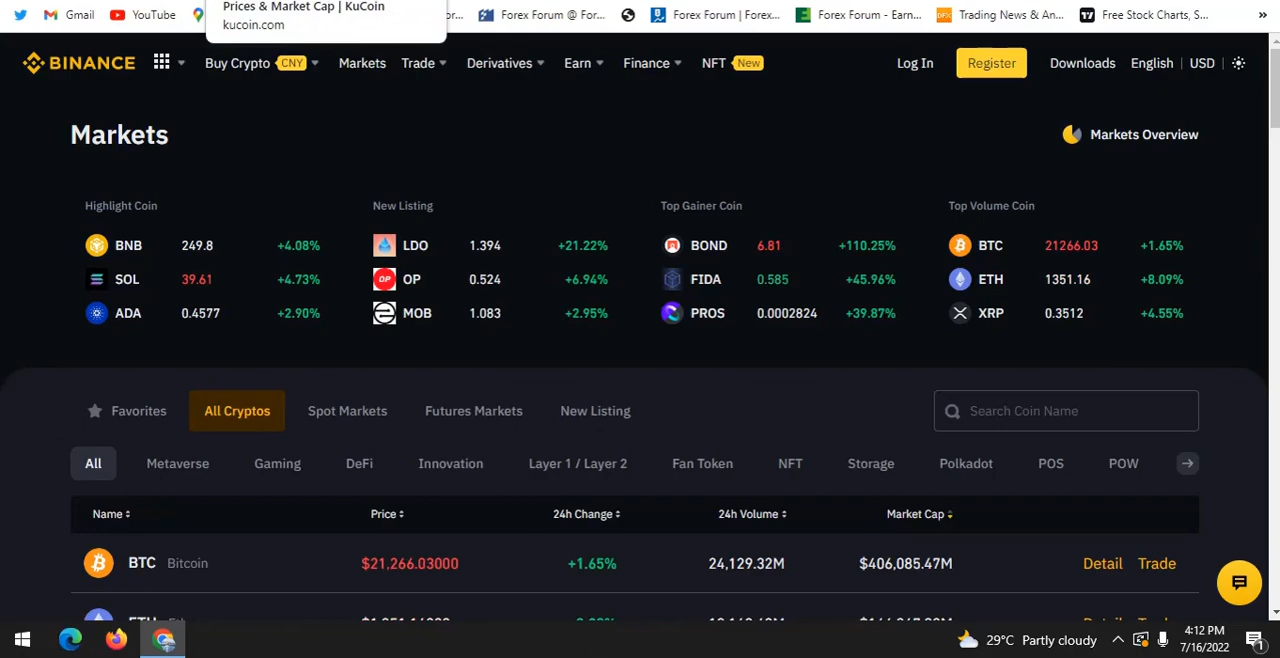 Prices & Market Cap | KuCoin
kucoin.com
Gmail YouTube or... Forex Forum @ Fo... Forex Forum | Forex... Forex Forum - Earn... DFX Trading News & An... Free Stock Charts, S... »
BINANCE Buy Crypto CNY Markets Trade Derivatives Earn Finance NFT New Log In Register Downloads English | USD |
Markets Markets Overview
Highlight Coin New Listing Top Gainer Coin Top Volume Coin
BNB 249.8 +4.08% LDO 1.394 +21.22% BOND 6.81 +110.25% BTC 21266.03 +1.65%
SOL 39.61 +4.73% OP OP 0.524 +6.94% FIDA 0.585 +45.96% ETH 1351.16 +8.09%
ADA 0.4577 +2.90% MOB 1.083 +2.95% PROS 0.0002824 +39.87% XRP 0.3512 +4.55%
Favorites All Cryptos Spot Markets Futures Markets New Listing Search Coin Name
All Metaverse Gaming DeFi Innovation Layer 1 / Layer 2 Fan Token NFT Storage Polkadot POS POW
Name Price 24h Change 24h Volume Market Cap
BTC Bitcoin $21,266.03000 +1.65% 24,129.32M $406,085.47M Detail Trade
29°C Partly cloudy 4:12 PM
7/16/2022 1